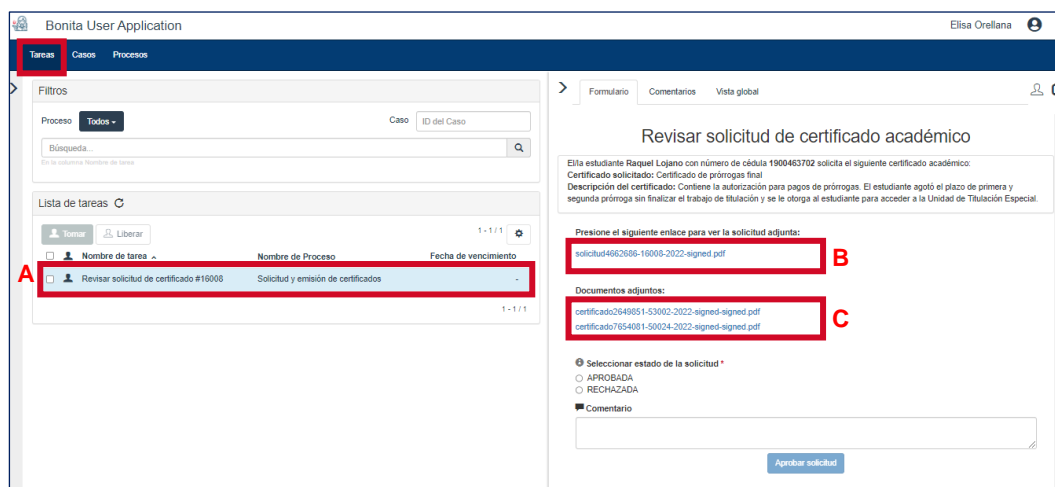 Bonita User Application
Elisa Orellana
Tareas Casos Procesos
Filtros
Proceso Todos Caso ID del Caso
Búsqueda...
En la columna Nombre de tarea
Lista de tareas
Tomar Liberar 1 - 1 / 1
Nombre de tarea Nombre de Proceso Fecha de vencimiento
A Revisar solicitud de certificado #16008 Solicitud y emisión de certificados -
1 - 1 / 1
Formulario Comentarios Vista global
Revisar solicitud de certificado académico
El/la estudiante Raquel Lojano con número de cédula 1900463702 solicita el siguiente certificado académico:
Certificado solicitado: Certificado de prórrogas final
Descripción del certificado: Contiene la autorización para pagos de prórrogas. El estudiante agotó el plazo de primera y
segunda prórroga sin finalizar el trabajo de titulación y se le otorga al estudiante para acceder a la Unidad de Titulación Especial.
Presione el siguiente enlace para ver la solicitud adjunta:
solicitud4662686-16008-2022-signed.pdf B
Documentos adjuntos:
certificado2649851-53002-2022-signed-signed.pdf
certificado7654081-50024-2022-signed-signed.pdf
C
Seleccionar estado de la solicitud *
APROBADA
RECHAZADA
Comentario
Aprobar solicitud